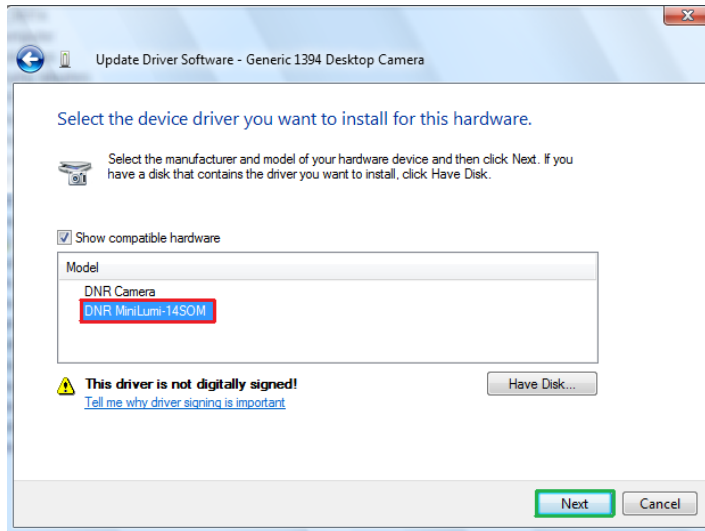 Update Driver Software - Generic 1394 Desktop Camera
Select the device driver you want to install for this hardware.
Select the manufacturer and model of your hardware device and then click Next. If you
have a disk that contains the driver you want to install, click Have Disk.
Show compatible hardware
Model
DNR Camera
DNR MiniLumi-14SOM
This driver is not digitally signed!
Have Disk...
Tell me why driver signing is important
Next
Cancel